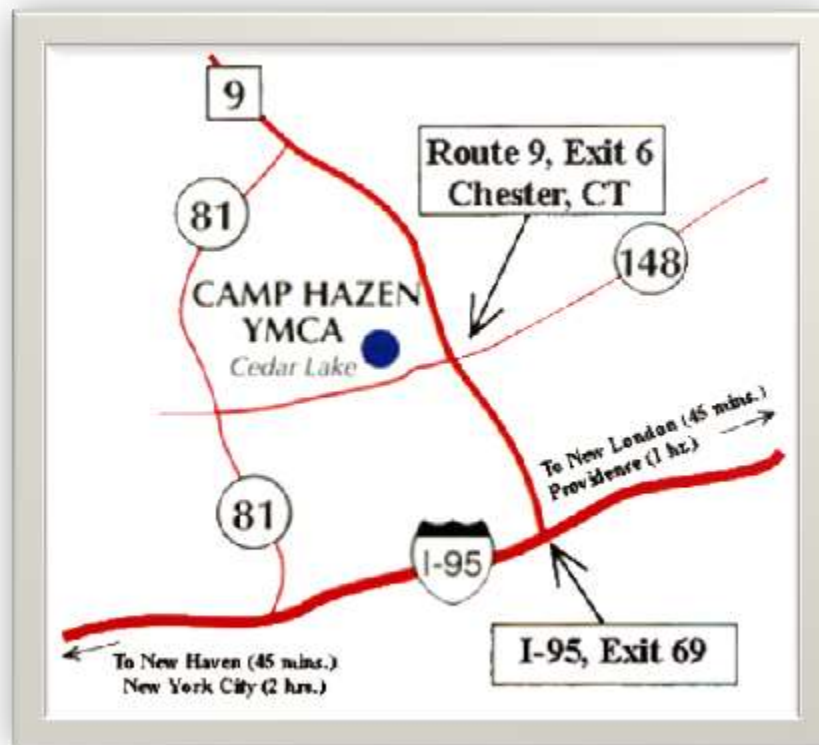 9
Route 9, Exit 6
Chester, CT
81
148
CAMP HAZEN
YMCA
Cedar Lake
To New London (45 mins.)
Providence (1 hr.)
81
I-95
I-95, Exit 69
To New Haven (45 mins.)
New York City (2 hrs.)